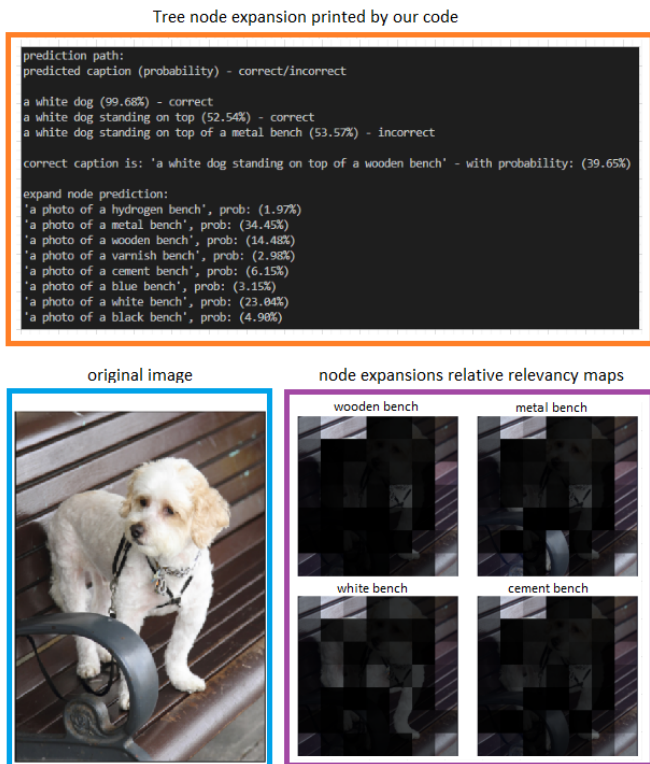 Tree node expansion printed by our code
prediction path:
predicted caption (probability) - correct/incorrect
a white dog (99.68%) - correct
a white dog standing on top (52.54%) - correct
a white dog standing on top of a metal bench (53.57%) - incorrect
correct caption is: 'a white dog standing on top of a wooden bench' - with probability: (39.65%)
expand node prediction:
'a photo of a hydrogen bench', prob: (1.97%)
'a photo of a metal bench', prob: (34.45%)
'a photo of a wooden bench', prob: (14.48%)
'a photo of a varnish bench', prob: (2.98%)
'a photo of a cement bench', prob: (6.15%)
'a photo of a blue bench', prob: (3.15%)
'a photo of a white bench', prob: (23.04%)
'a photo of a black bench', prob: (4.90%)
original image
node expansions relative relevancy maps
wooden bench
metal bench
white bench
cement bench